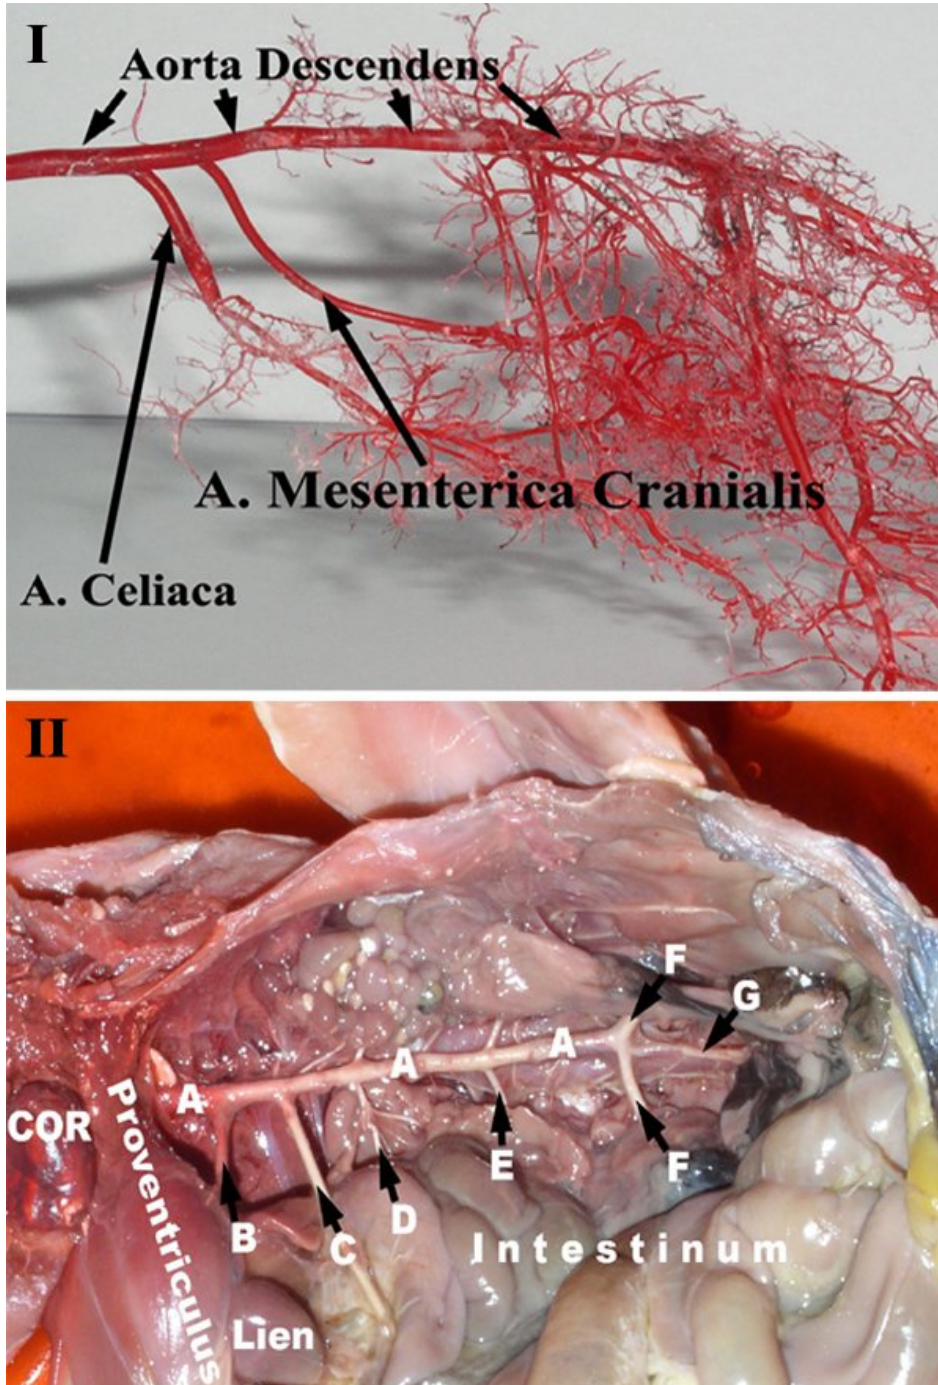 I
Aorta Descendens
A. Mesenterica Cranialis
A. Celiaca
II
F
G
A
A
A
COR
Proventriculus
B
C
D
E
F
Intestinum
Lien